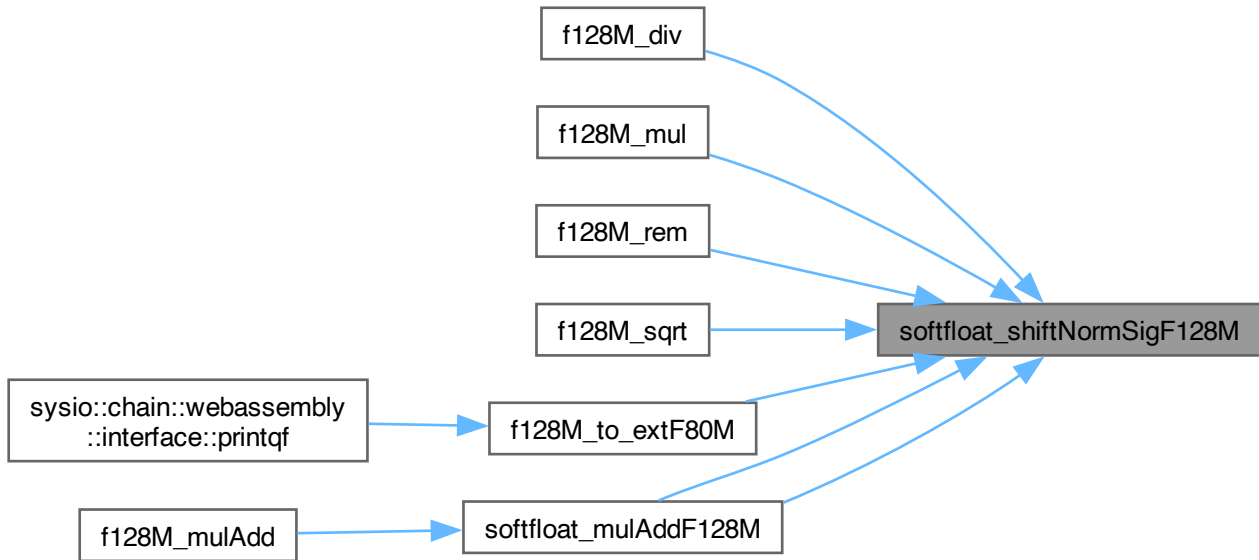 f128M_div
f128M_mul
f128M_rem
f128M_sqrt
softfloat_shiftNormSigF128M
sysio::chain::webassembly
::interface::printqf
f128M_to_extF80M
f128M_mulAdd
softfloat_mulAddF128M